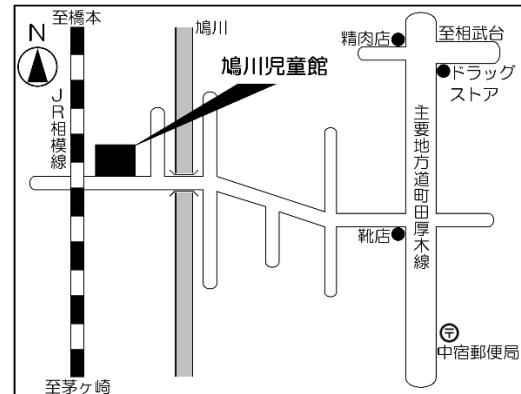 至橋本
鳩川
N
精肉店
至相武台
鳩川児童館
ドラッグ
ストア
JR相模線
主要地方道町田厚木線
靴店
〒
中宿郵便局
至茅ヶ崎